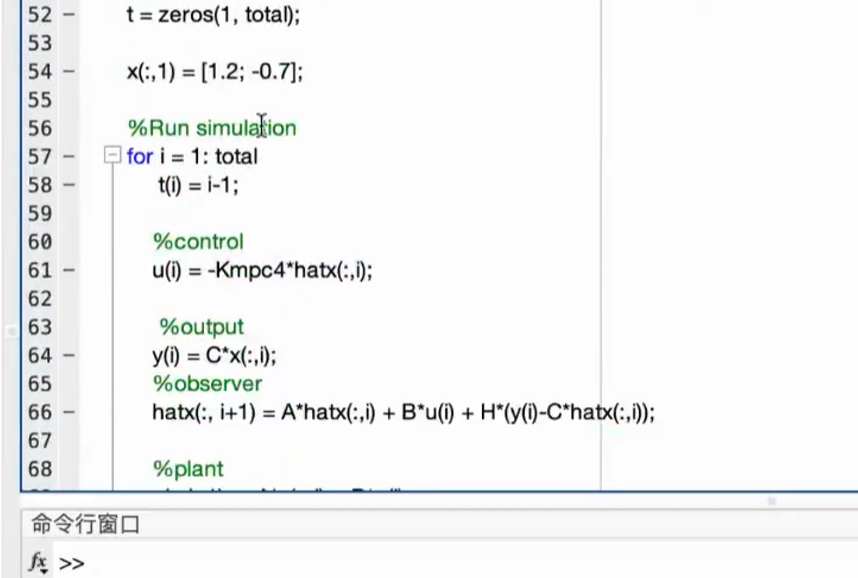 52 – t = zeros(1, total);
53
54 – x(:,1) = [1.2; -0.7];
55
56 %Run simulation
57 – for i = 1: total
58 – t(i) = i-1;
59
60 %control
61 – u(i) = -Kmpc4*hatx(:,i);
62
63 %output
64 – y(i) = C*x(:,i);
65 %observer
66 – hatx(:, i+1) = A*hatx(:,i) + B*u(i) + H*(y(i)-C*hatx(:,i));
67
68 %plant
命令行窗口
fx >>